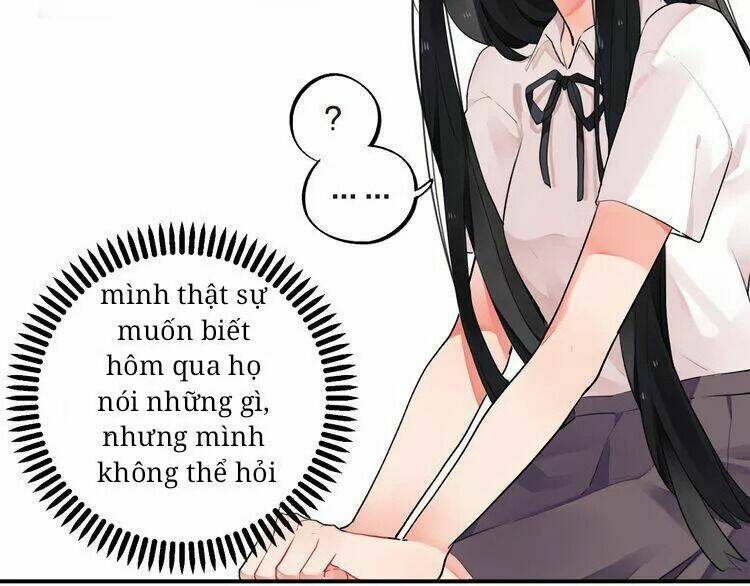 ?
... ...
mình thật sự
muốn biết
hôm qua họ
nói những gì,
nhưng mình
không thể hỏi